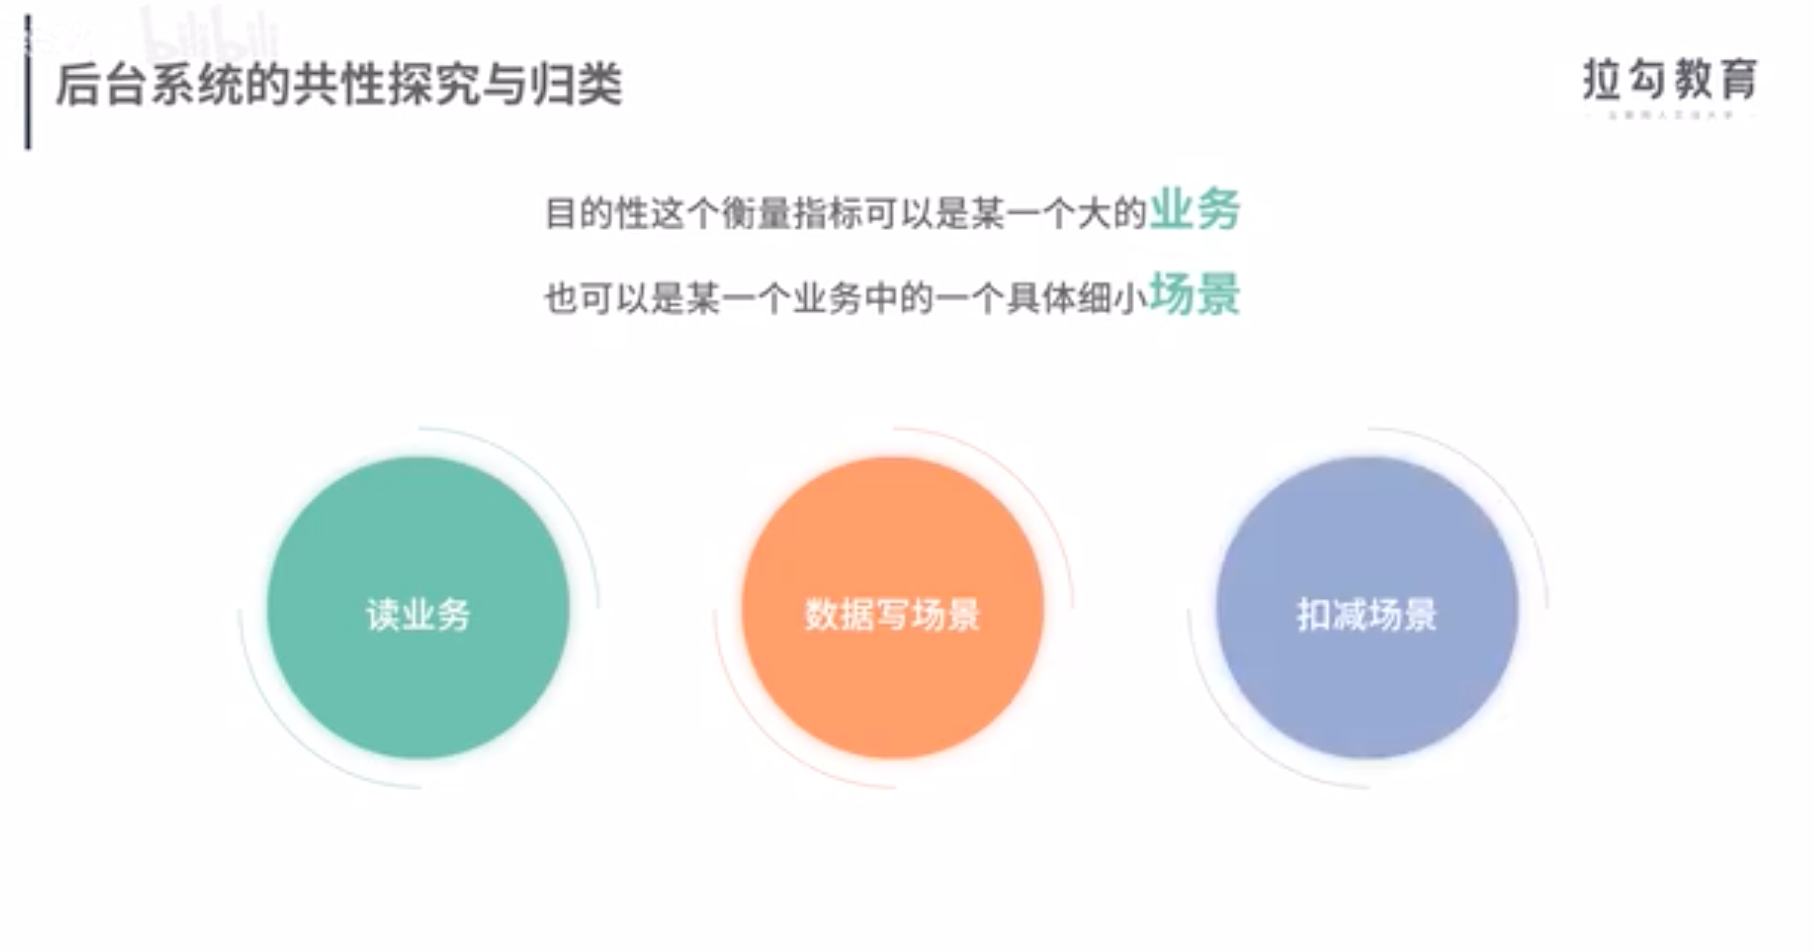 bilibili
后台系统的共性探究与归类
拉勾教育
目的性这个衡量指标可以是某一个大的业务
也可以是某一个业务中的一个具体细小场景
读业务
数据写场景
扣减场景